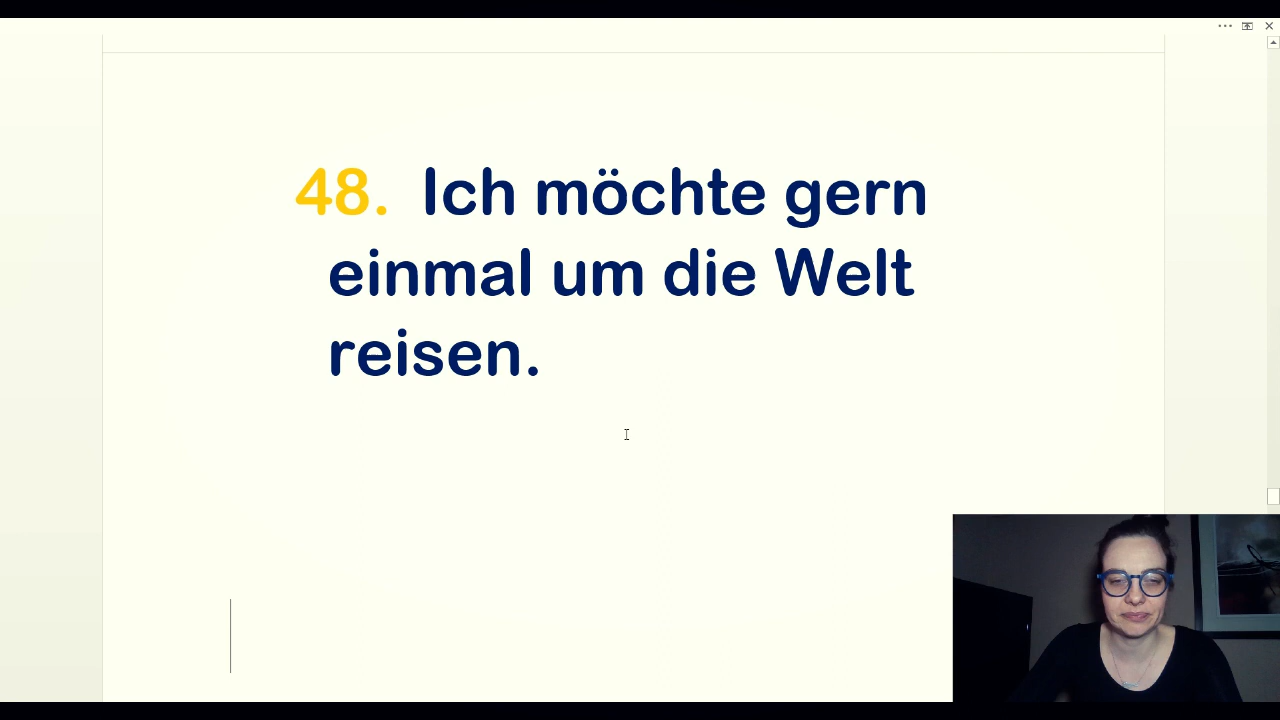 48. Ich möchte gern
einmal um die Welt
reisen.